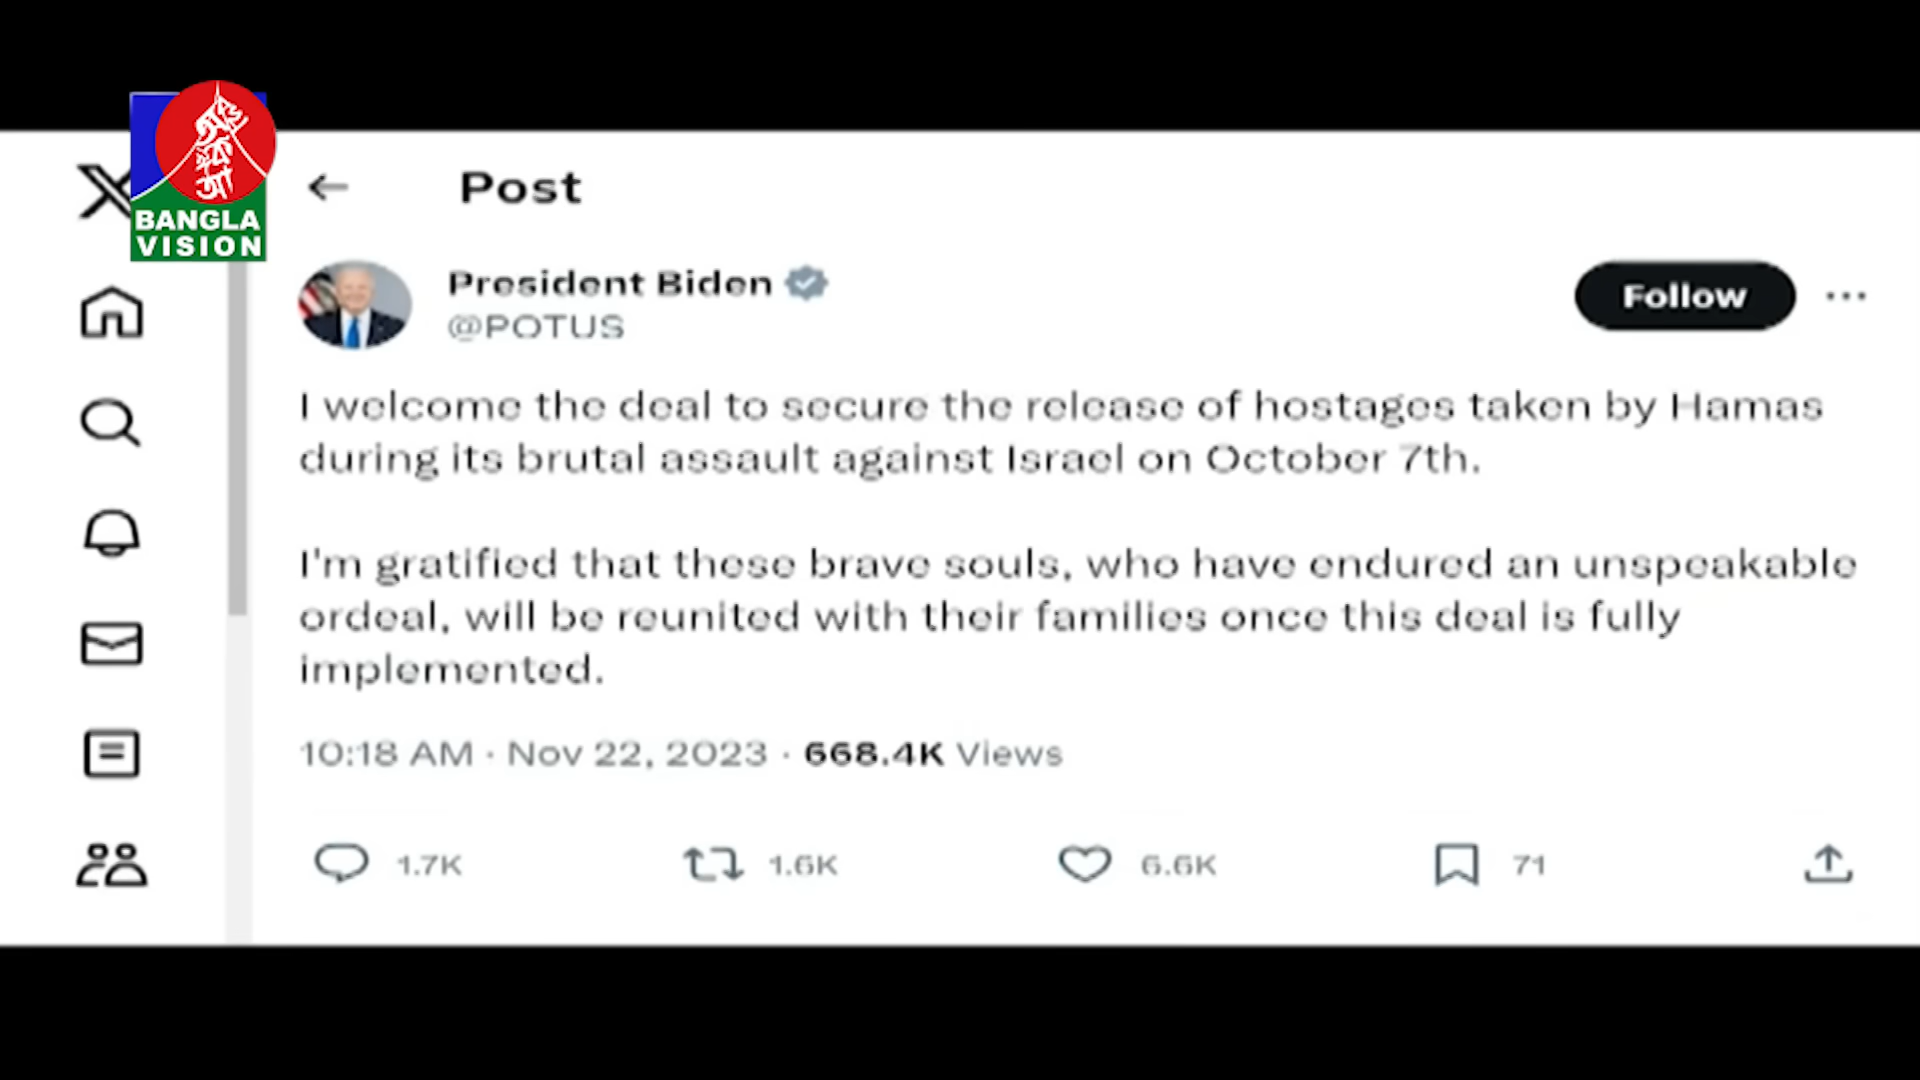 BANGLA
VISION
Post
President Biden
@POTUS
Follow
I welcome the deal to secure the release of hostages taken by Hamas
during its brutal assault against Israel on October 7th.
I'm gratified that these brave souls, who have endured an unspeakable
ordeal, will be reunited with their families once this deal is fully
implemented.
10:18 AM · Nov 22, 2023 · 668.4K Views
1.7K 1.6K 6.6K 71